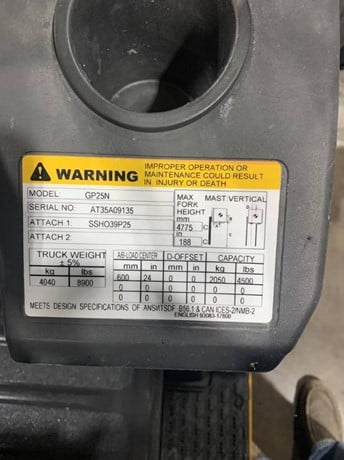 WARNING
IMPROPER OPERATION OR
MAINTENANCE COULD RESULT
IN INJURY OR DEATH
MODEL: GP25N
SERIAL NO: AT35A09135
ATTACH 1: SSHO39P25
ATTACH 2:
MAX
FORK
HEIGHT
mm
4775
in
188
MAST.VERTICAL
TRUCK WEIGHT
± 5%
kg lbs
4040 8900
A/B-LOAD CENTER D-OFFSET CAPACITY
mm in mm in kg lbs
600 24 0 0 2050 4500
0 0 0 0 0 0
0 0 0 0 0 0
MEETS DESIGN SPECIFICATIONS OF ANSI/ITSDF B56.1 & CAN ICES-2/NMB-2
ENGLISH 93D83-17800